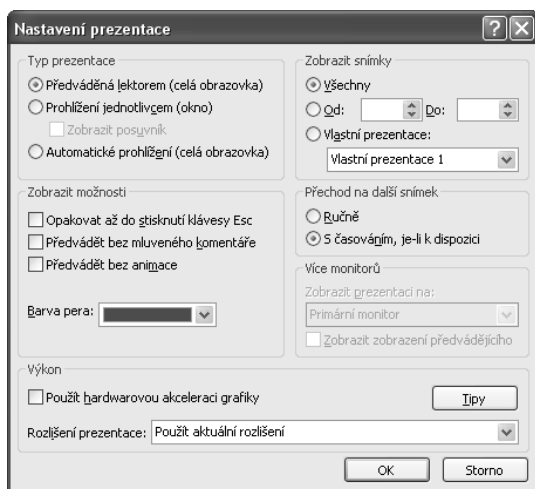 Nastavení prezentace
Typ prezentace
Předváděná lektorem (celá obrazovka)
Prohlížení jednotlivcem (okno)
Zobrazit posuvník
Automatické prohlížení (celá obrazovka)
Zobrazit snímky
Všechny
Od: Do:
Vlastní prezentace:
Vlastní prezentace 1
Zobrazit možnosti
Opakovat až do stisknutí klávesy Esc
Předvádět bez mluveného komentáře
Předvádět bez animace
Barva pera:
Přechod na další snímek
Ručně
S časováním, je-li k dispozici
Více monitorů
Zobrazit prezentaci na:
Primární monitor
Zobrazit zobrazení předvádějícího
Výkon
Použít hardwarovou akceleraci grafiky
Tipy
Rozlišení prezentace: Použít aktuální rozlišení
OK Storno